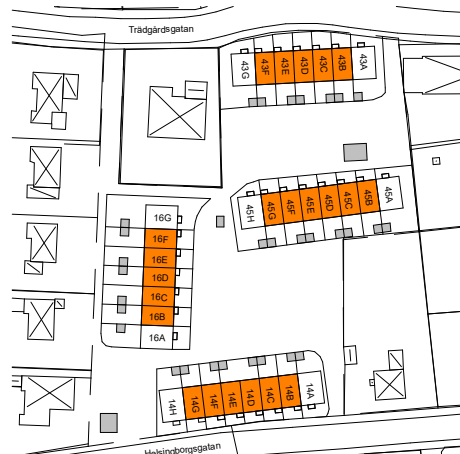 Trädgårdsgatan
43G
43F
43E
43D
43C
43B
43A
45H
45G
45F
45E
45D
45C
45B
45A
16G
16F
16E
16D
16C
16B
16A
14H
14G
14F
14E
14D
14C
14B
14A
Helsingborgsgatan